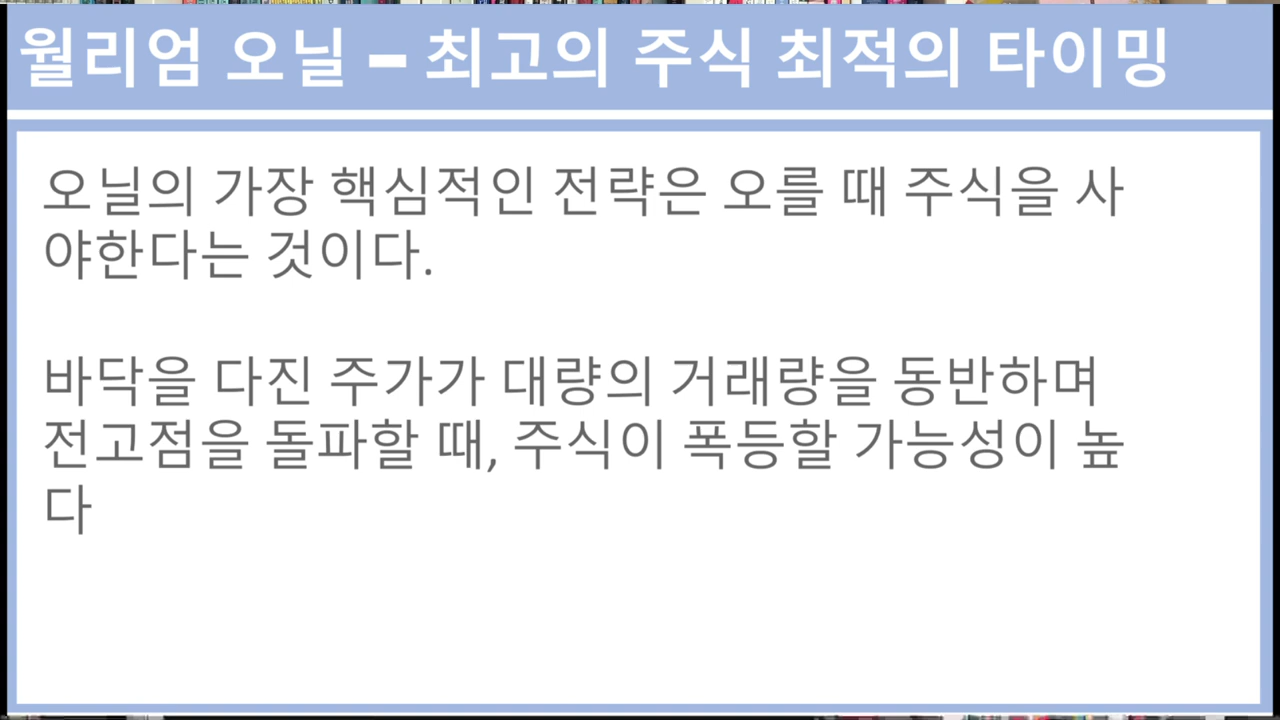 월리엄 오닐 – 최고의 주식 최적의 타이밍
오닐의 가장 핵심적인 전략은 오를 때 주식을 사
야한다는 것이다.
바닥을 다진 주가가 대량의 거래량을 동반하며
전고점을 돌파할 때, 주식이 폭등할 가능성이 높
다